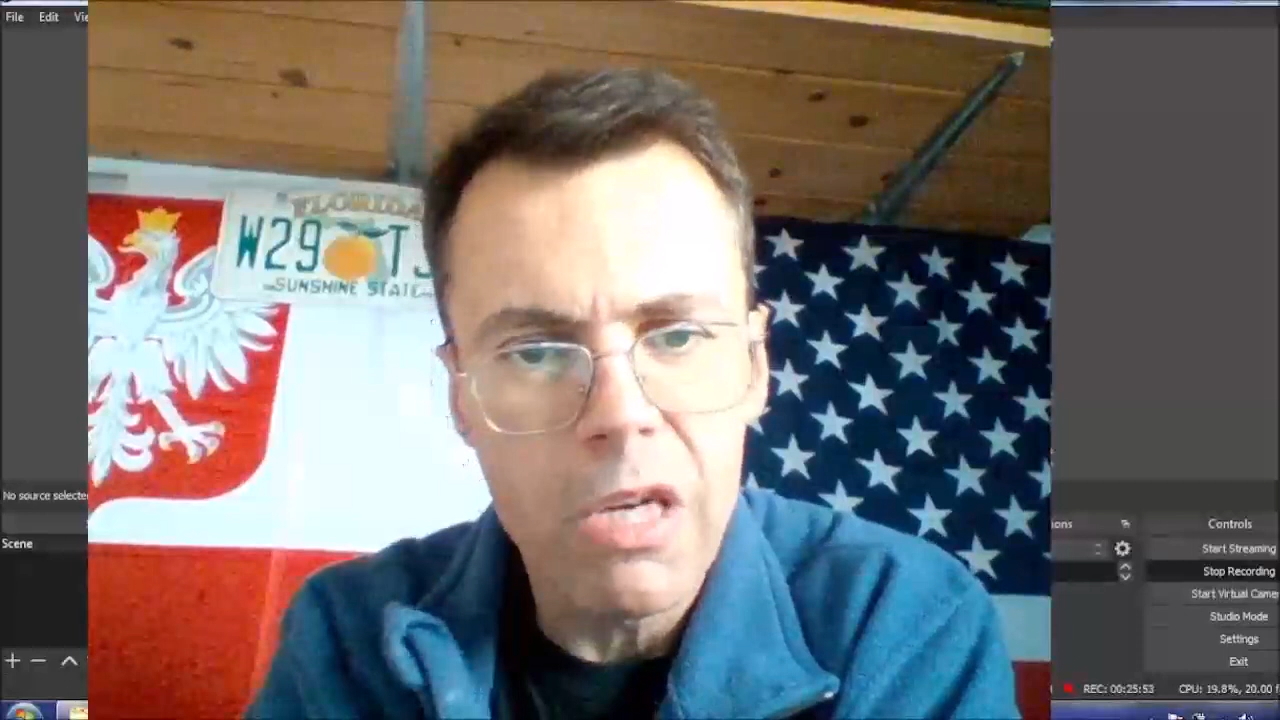 File Edit
FLORIDA
W29 T
SUNSHINE STATE
No source selecte
Scene
Controls
Start Streaming
Stop Recording
Start Virtual Came
Studio Mode
Settings
Exit
REC: 00:25:53 CPU: 19.8%, 20.00 f